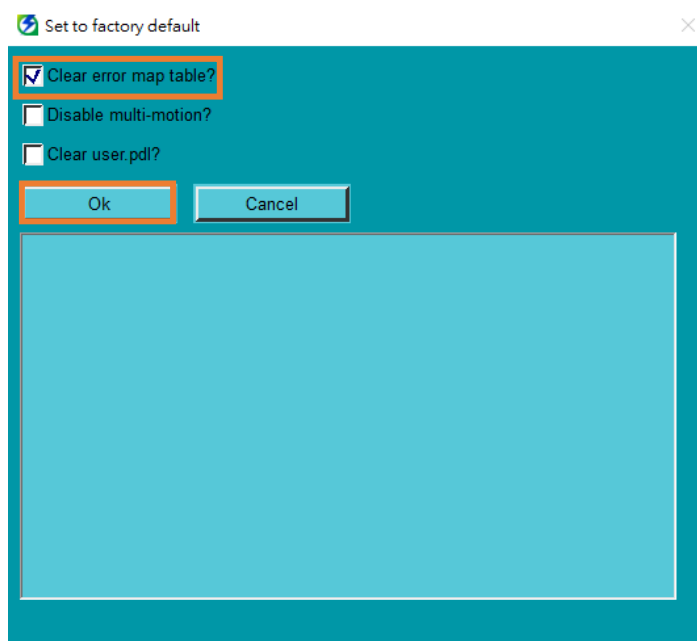 Set to factory default
Clear error map table?
Disable multi-motion?
Clear user.pdl?
Ok
Cancel